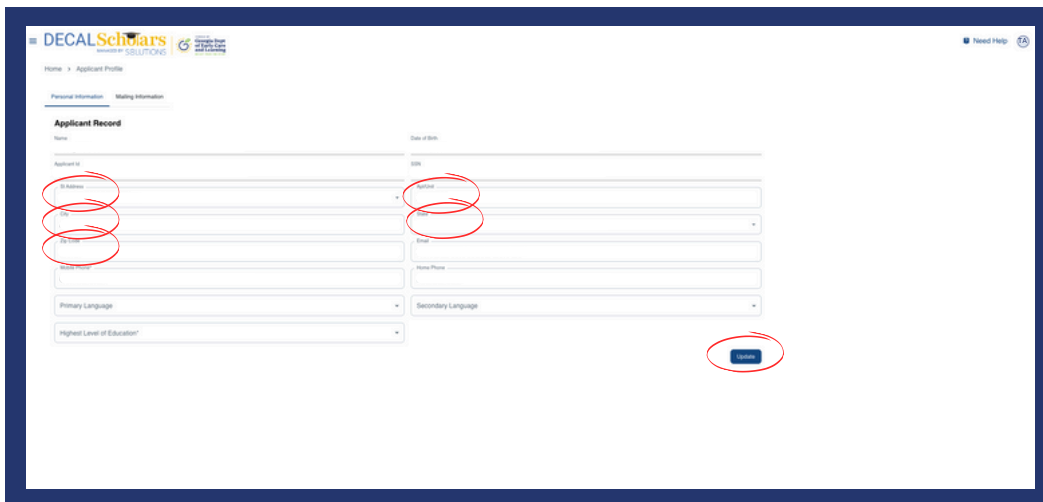 DECALScholars
MANAGED BY SOLUTIONS
Georgia Dept
of Early Care
and Learning
Need Help
TA
Home > Applicant Profile
Personal Information Mailing Information
Applicant Record
Name Date of Birth
Applicant Id SSN
St Address Apt/Unit
City State
Zip Code Email
Mobile Phone* Home Phone
Primary Language Secondary Language
Highest Level of Education*
Update